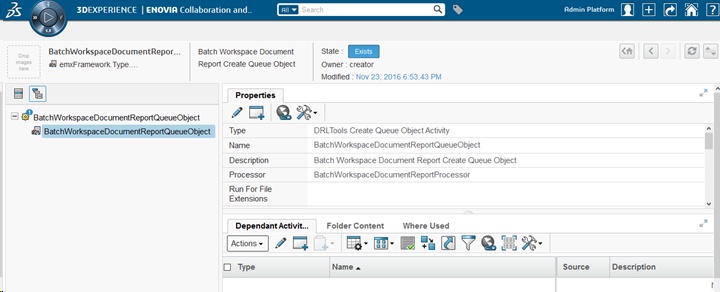 3DEXPERIENCE | ENOVIA Collaboration and..
All
Search
Admin Platform
Drop images here
BatchWorkspaceDocumentRepor...
emxFramework Type....
Batch Workspace Document
Report Create Queue Object
State : Exists
Owner : creator
Modified : Nov 23, 2016 6:53.43 PM
BatchWorkspaceDocumentReportQueueObject
BatchWorkspaceDocumentReportQueueObject
Properties
Type DRLTools Create Queue Object Activity
Name BatchWorkspaceDocumentReportQueueObject
Description Batch Workspace Document Report Create Queue Object
Processor BatchWorkspaceDocumentReportProcessor
Run For File
Extensions
Dependant Activit... Folder Content Where Used
Actions
Type Name Source Description